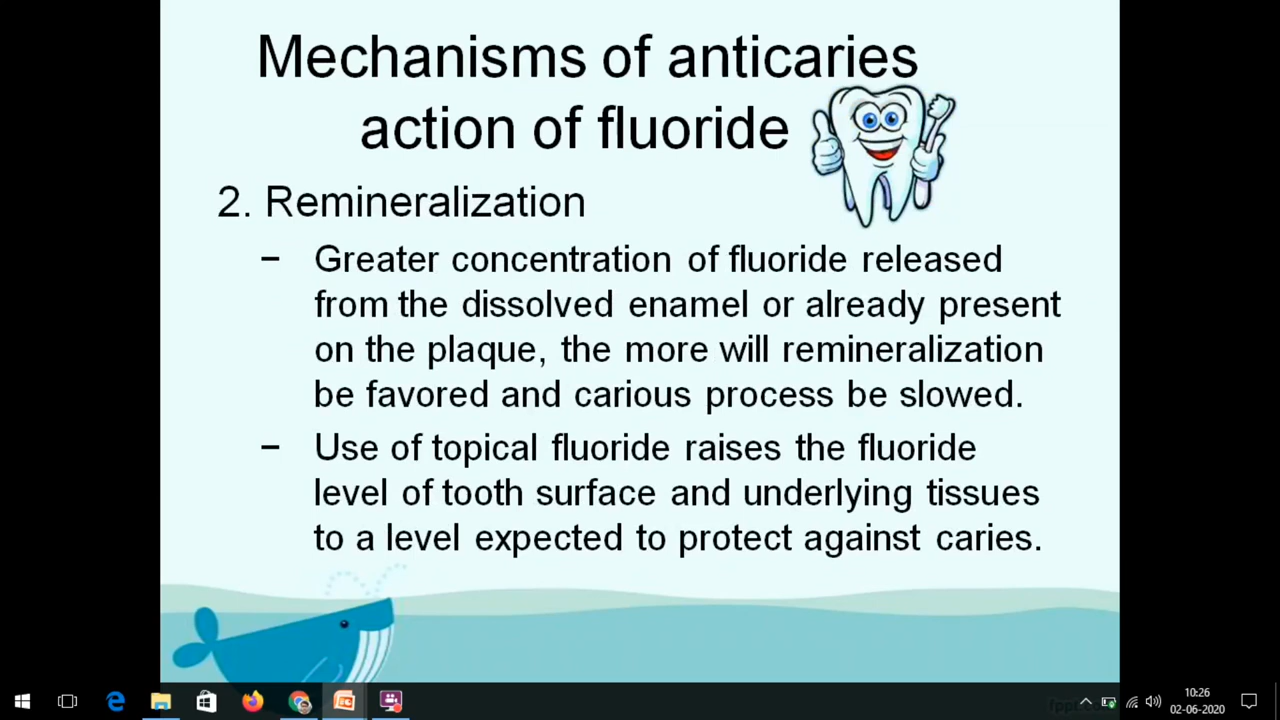 Mechanisms of anticaries
action of fluoride
2. Remineralization
– Greater concentration of fluoride released
from the dissolved enamel or already present
on the plaque, the more will remineralization
be favored and carious process be slowed.
– Use of topical fluoride raises the fluoride
level of tooth surface and underlying tissues
to a level expected to protect against caries.
10:26
02-06-2020